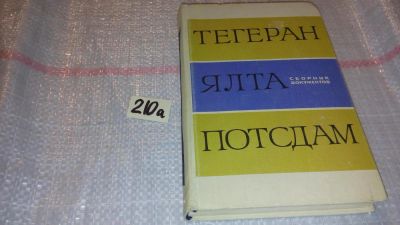 ТЕГЕРАН
ЯЛТА
СБОРНИК
ДОКУМЕНТОВ
ПОТСДАМ
210а